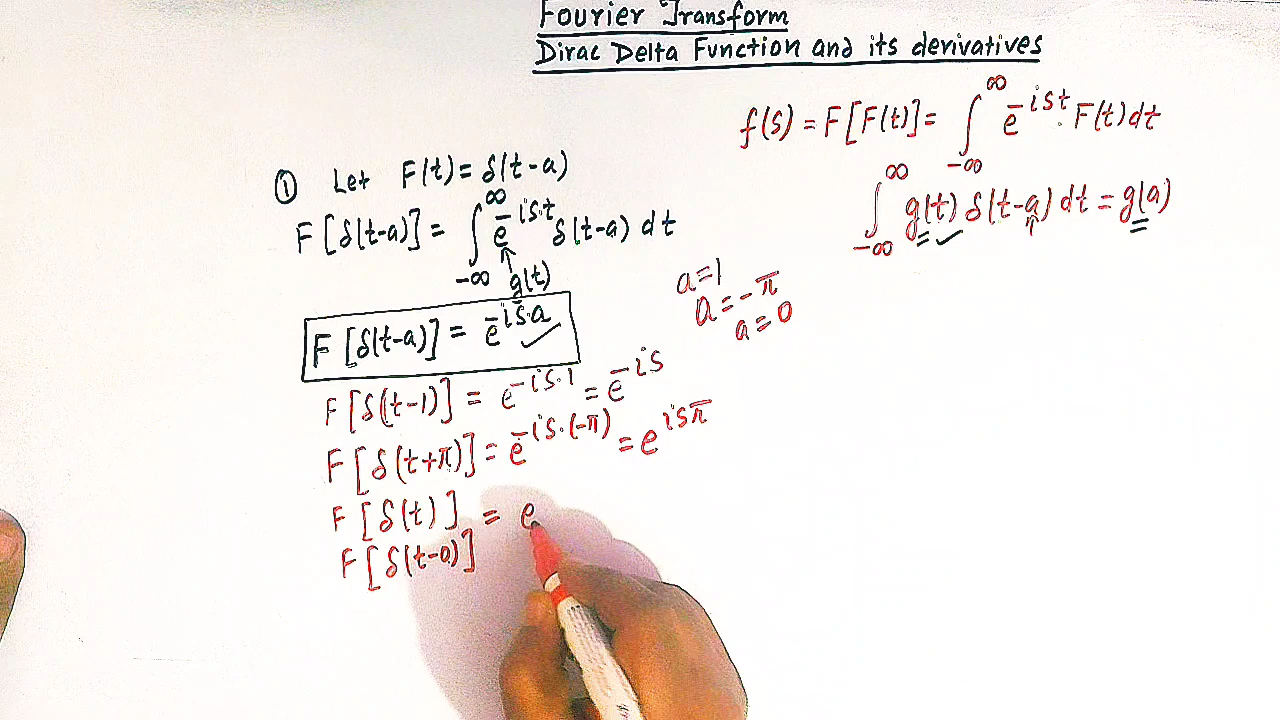 Fourier Transform
Dirac Delta Function and its derivatives
f(s) = F[F(t)] = ∫_{-∞}^{∞} e^{-ist} F(t) dt
∫_{-∞}^{∞} g(t) δ(t-a) dt = g(a)
① Let F(t) = δ(t-a)
F[δ(t-a)] = ∫_{-∞}^{∞} e^{-is·t} δ(t-a) dt
g(t)
F[δ(t-a)] = e^{-is·a}
a=1
a=-π
a=0
F[δ(t-1)] = e^{-is·1} = e^{-is}
F[δ(t+π)] = e^{-is·(-π)} = e^{isπ}
F[δ(t)] = e
F[δ(t-0)]